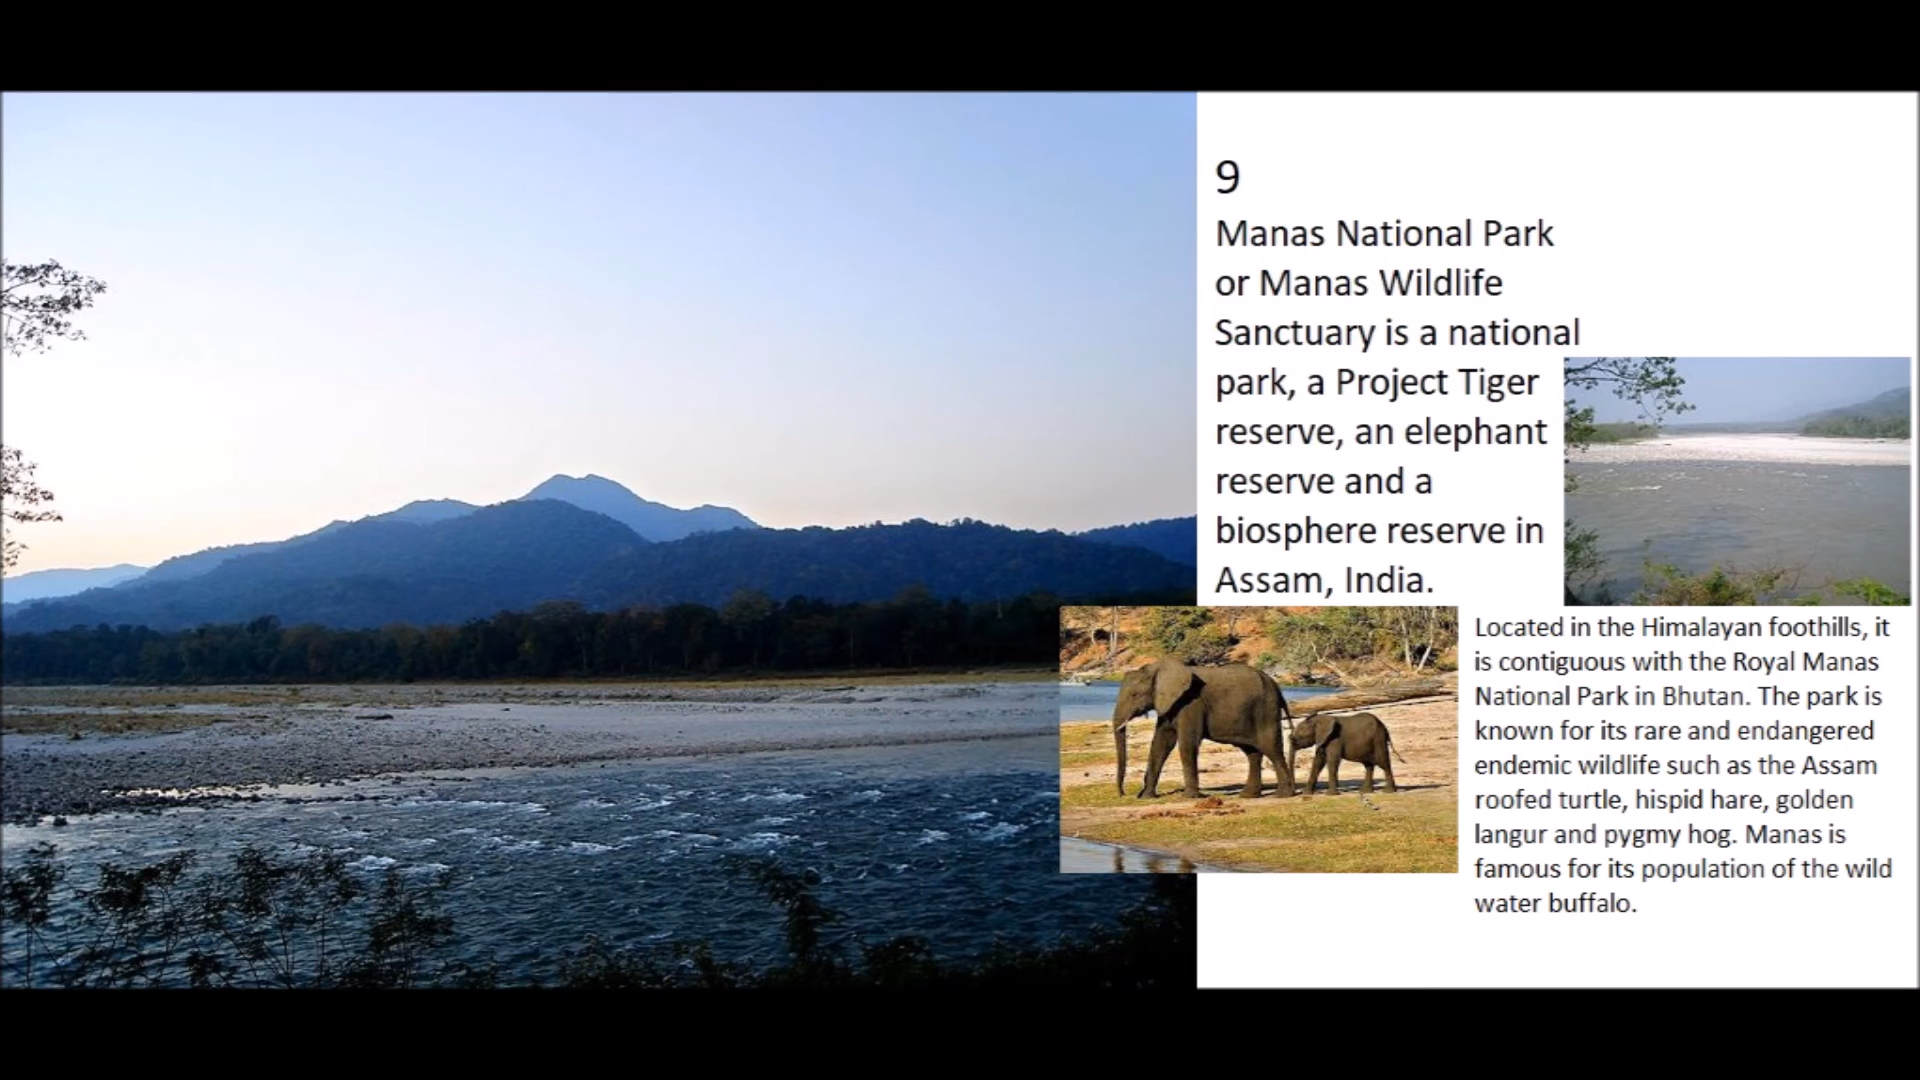 9
Manas National Park
or Manas Wildlife
Sanctuary is a national
park, a Project Tiger
reserve, an elephant
reserve and a
biosphere reserve in
Assam, India.
Located in the Himalayan foothills, it
is contiguous with the Royal Manas
National Park in Bhutan. The park is
known for its rare and endangered
endemic wildlife such as the Assam
roofed turtle, hispid hare, golden
langur and pygmy hog. Manas is
famous for its population of the wild
water buffalo.